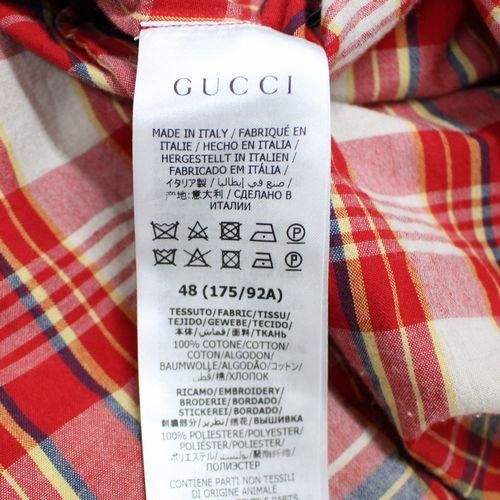 GUCCI
MADE IN ITALY / FABRIQUÉ EN
ITALIE / HECHO EN ITALIA /
HERGESTELLT IN ITALIEN /
FABRICADO EM ITÁLIA /
イタリア製 / صنع في إيطاليا /
产地:意大利 / СДЕЛАНО В
ИТАЛИИ
48 (175/92A)
TESSUTO/FABRIC/TISSU/
TEJIDO/GEWEBE/TECIDO/
本体/قماش/面料/ТКАНЬ
100% COTONE/COTTON/
COTON/ALGODON/
BAUMWOLLE/ALGODÃO/コットン
/قطن/棉/ХЛОПОК
RICAMO/EMBROIDERY/
BRODERIE/BORDADO/
STICKEREI/BORDADO/
刺繍部分/تطريز/绣花/ВЫШИВКА
100% POLIESTERE/POLYESTER/
POLYESTER/POLIÉSTER/
POLYESTER/POLIÉSTER/
ポリエステル/بوليستر/聚酯纤维/
ПОЛИЭСТЕР
CONTIENE PARTI NON TESSILI
DI ORIGINE ANIMALE